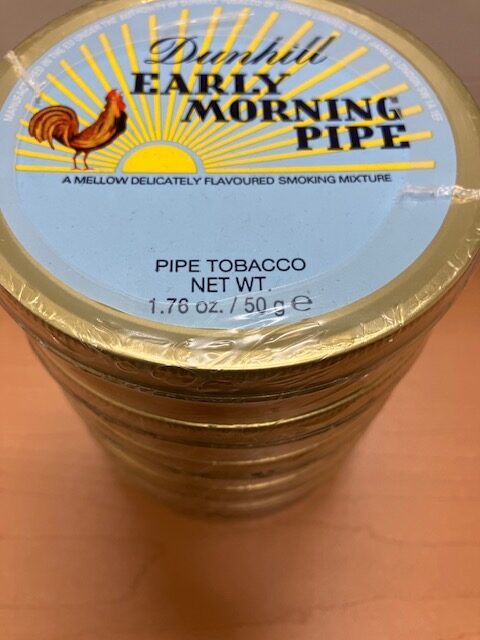 Dunhill
EARLY
MORNING
PIPE
A MELLOW DELICATELY FLAVOURED SMOKING MIXTURE
PIPE TOBACCO
NET WT.
1.76 oz. / 50 g e